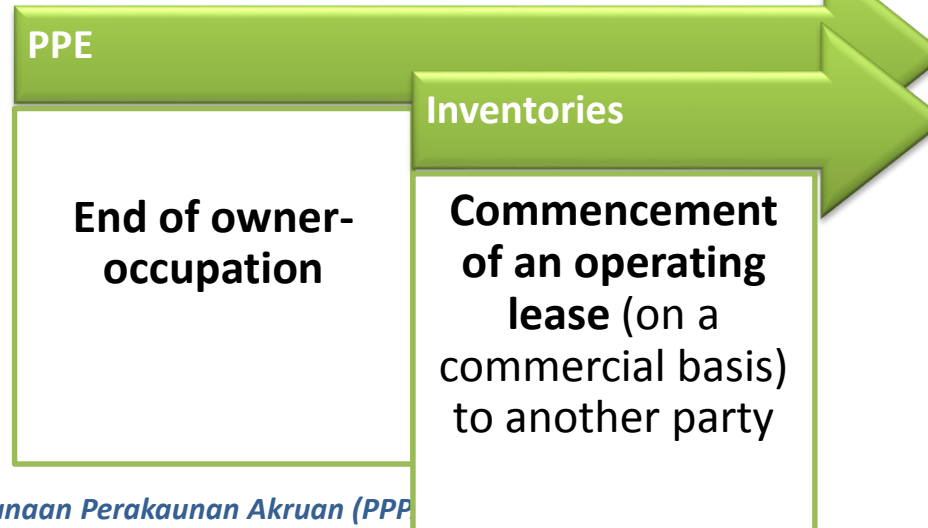 PPE
End of owner-
occupation
Inventories
Commencement
of an operating
lease (on a
commercial basis)
to another party
Perakaunan Akruan (PPP